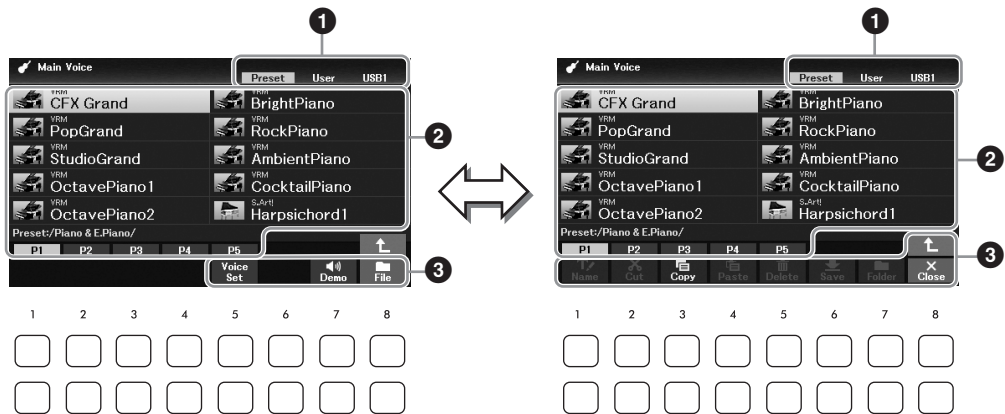 1
Main Voice
Preset User USB1
VRM CFX Grand
VRM BrightPiano
VRM PopGrand
VRM RockPiano
VRM StudioGrand
VRM AmbientPiano
VRM OctavePiano1
VRM CocktailPiano
VRM OctavePiano2
S.Art! Harpsichord1
Preset:/Piano & E.Piano/
P1 P2 P3 P4 P5
Voice Set
Demo
File
2
3
1 2 3 4 5 6 7 8
1
Main Voice
Preset User USB1
VRM CFX Grand
VRM BrightPiano
VRM PopGrand
VRM RockPiano
VRM StudioGrand
VRM AmbientPiano
VRM OctavePiano1
VRM CocktailPiano
VRM OctavePiano2
S.Art! Harpsichord1
Preset:/Piano & E.Piano/
P1 P2 P3 P4 P5
Name Cut Copy Paste Delete Save Folder Close
2
3
1 2 3 4 5 6 7 8